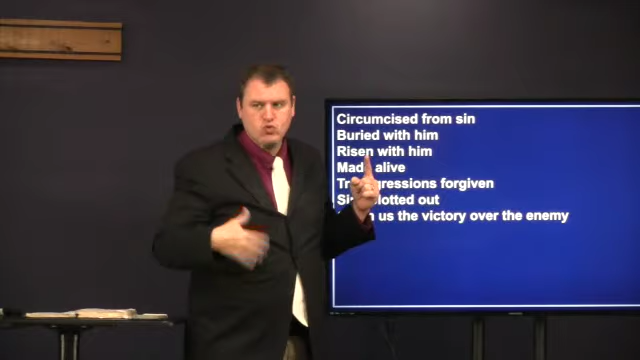 Circumcised from sin
Buried with him
Risen with him
alive
forgiven
out
us the victory over the enemy